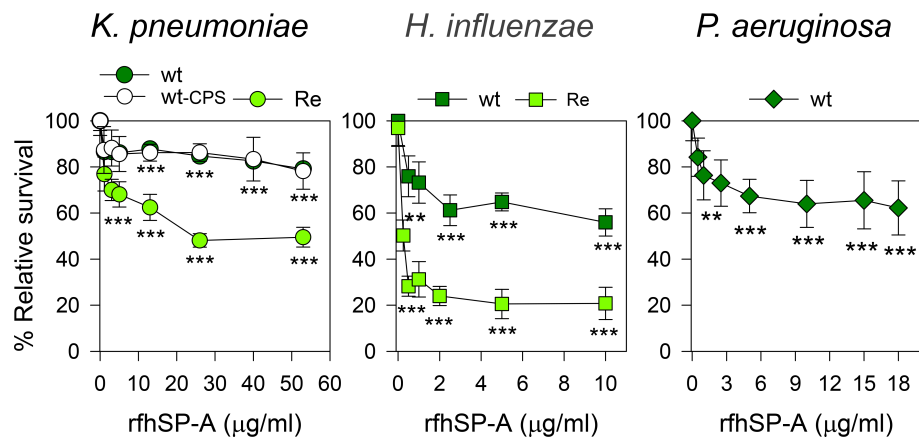 K. pneumoniae H. influenzae P. aeruginosa
wt
wt-CPS Re wt Re wt
100 100 100
80 80 80
*** *** *** ***
60 60 60
*** ** *** *** *** ** *** *** *** ***
*** *** ***
40 40 40
20 20 20
*** *** *** ***
0 0 0
0 10 20 30 40 50 60 0 2 4 6 8 10 0 3 6 9 12 15 18
% Relative survival
rfhSP-A (μg/ml) rfhSP-A (μg/ml) rfhSP-A (μg/ml)